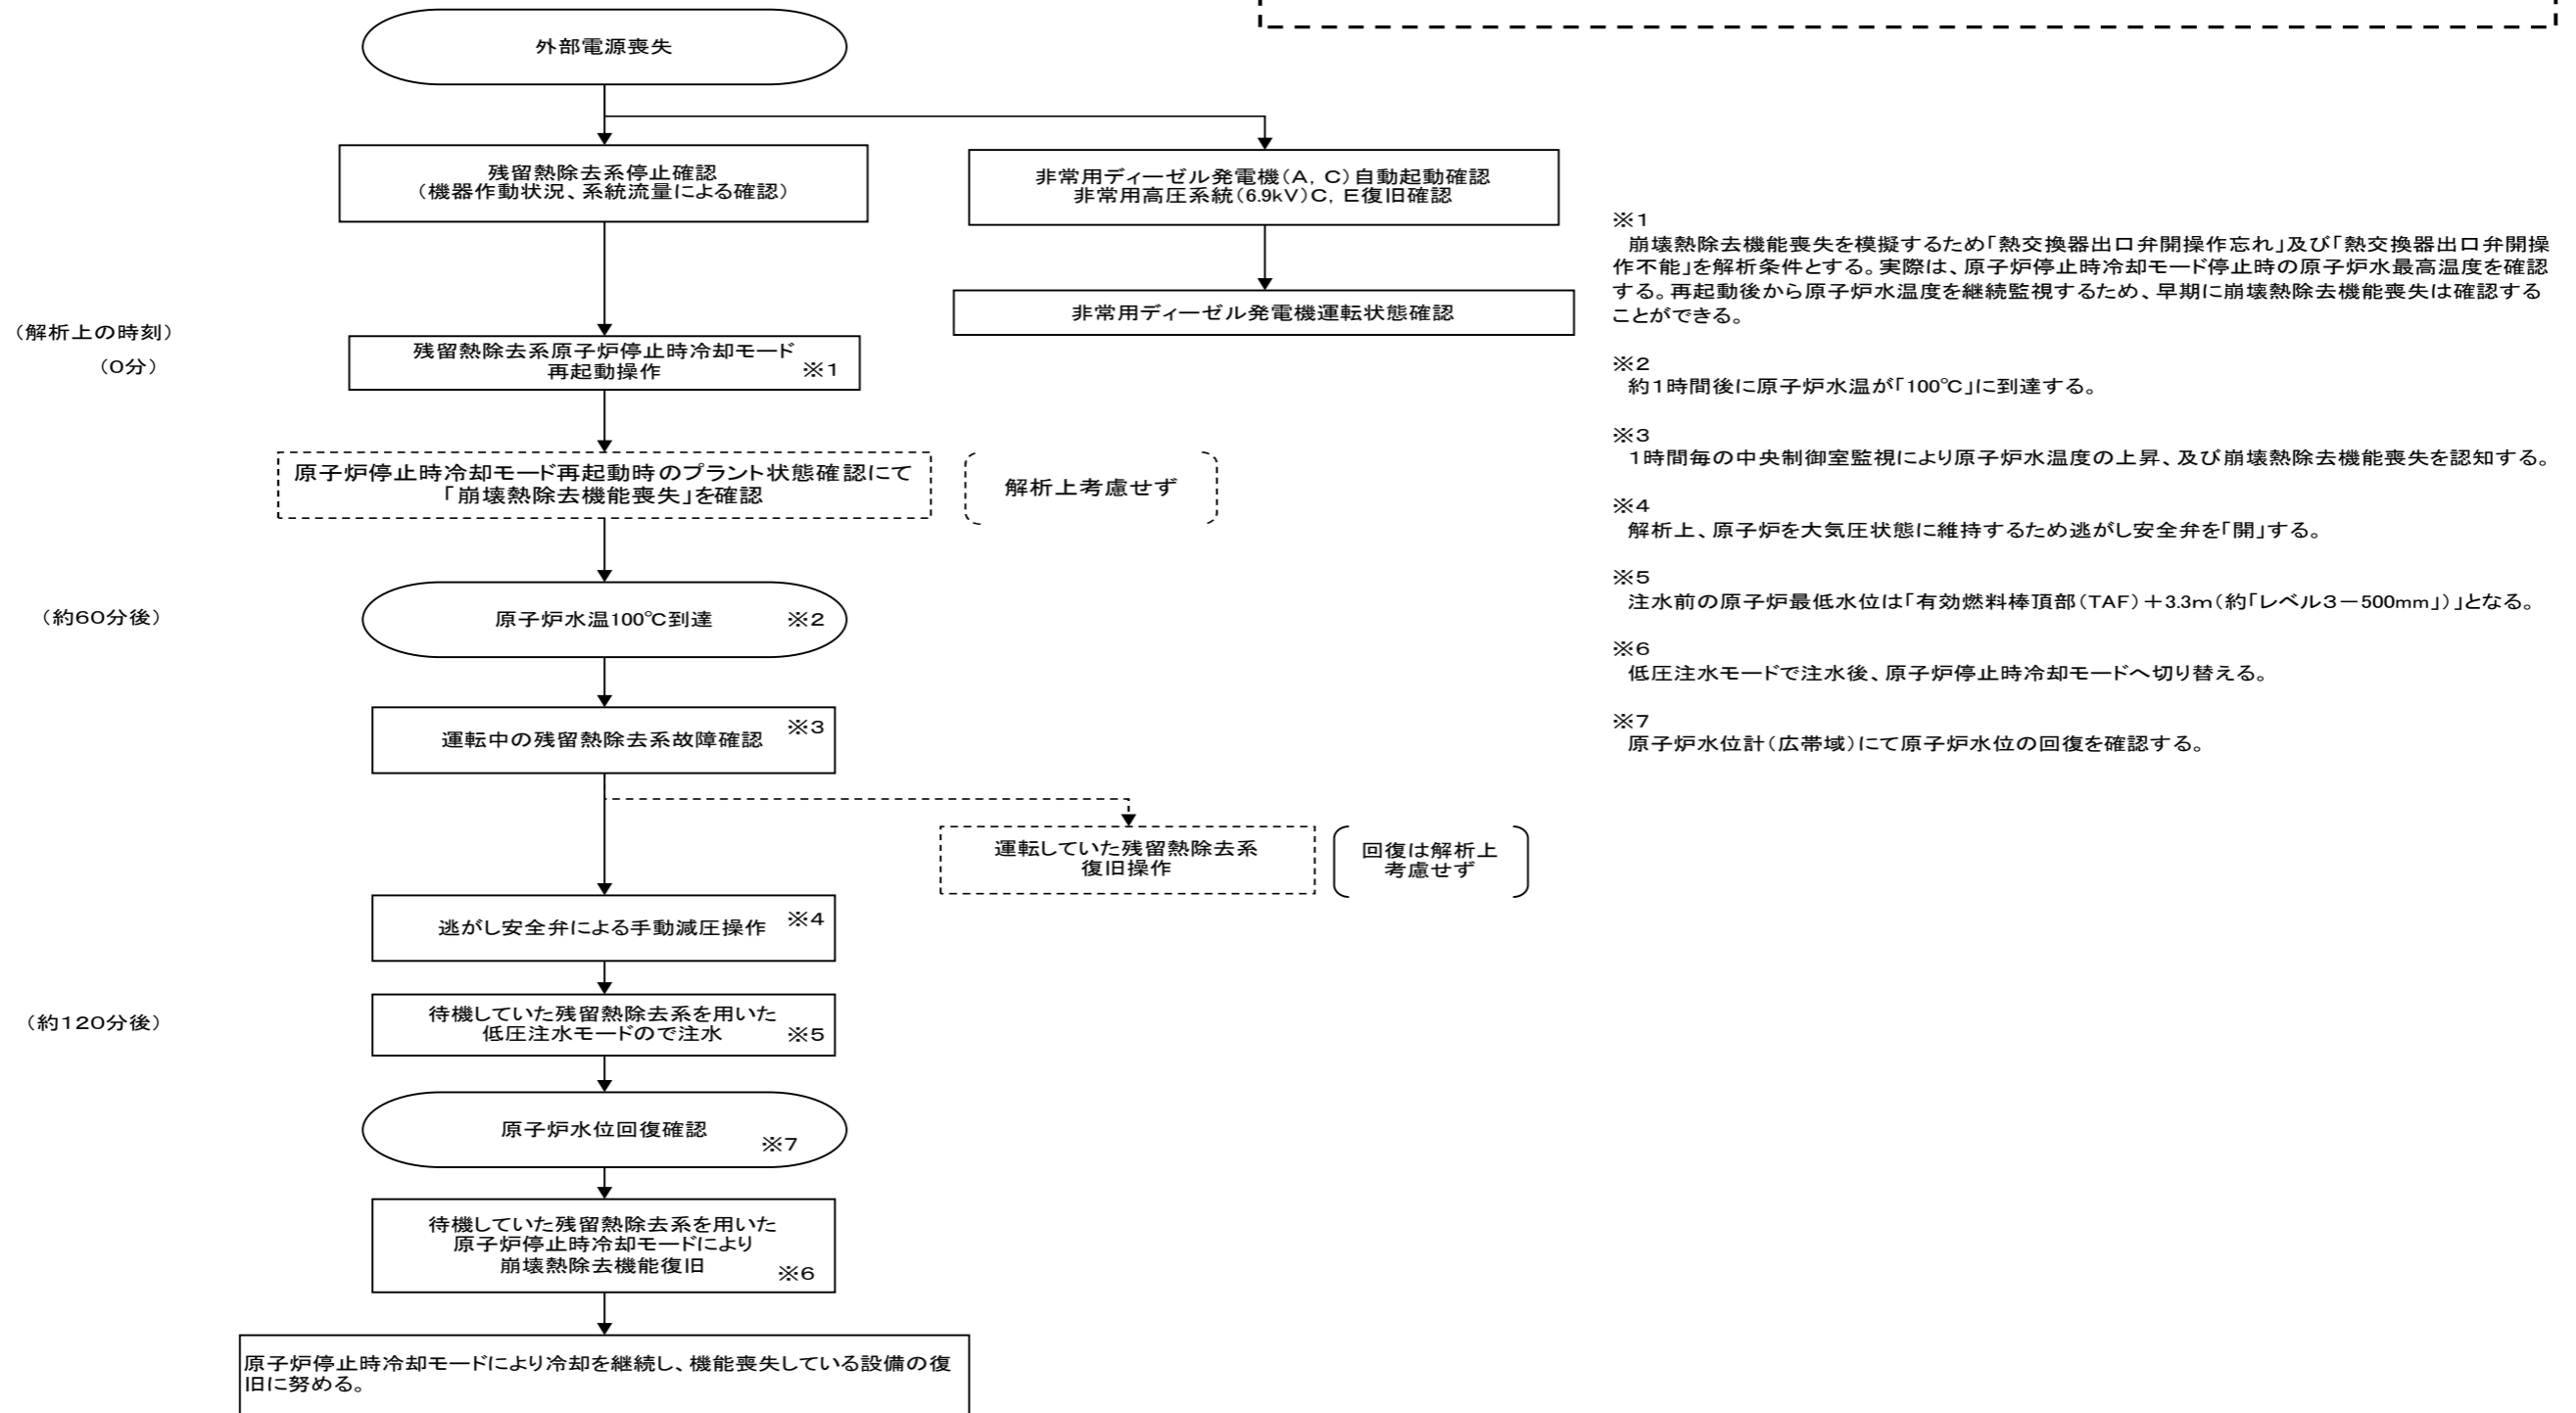 外部電源喪失
残留熱除去系停止確認
（機器作動状況、系統流量による確認）
非常用ディーゼル発電機（A, C）自動起動確認
非常用高圧系統（6.9kV）C, E復旧確認
非常用ディーゼル発電機運転状態確認
（解析上の時刻）
（0分）
残留熱除去系原子炉停止時冷却モード
再起動操作 ※1
原子炉停止時冷却モード再起動時のプラント状態確認にて
「崩壊熱除去機能喪失」を確認
解析上考慮せず
（約60分後）
原子炉水温100℃到達 ※2
運転中の残留熱除去系故障確認 ※3
運転していた残留熱除去系
復旧操作
回復は解析上
考慮せず
逃がし安全弁による手動減圧操作 ※4
（約120分後）
待機していた残留熱除去系を用いた
低圧注水モードので注水 ※5
原子炉水位回復確認
※7
待機していた残留熱除去系を用いた
原子炉停止時冷却モードにより
崩壊熱除去機能復旧
※6
原子炉停止時冷却モードにより冷却を継続し、機能喪失している設備の復
旧に努める。
※1
崩壊熱除去機能喪失を模擬するため「熱交換器出口弁開操作忘れ」及び「熱交換器出口弁開操
作不能」を解析条件とする。実際は、原子炉停止時冷却モード停止時の原子炉水最高温度を確認
する。再起動後から原子炉水温度を継続監視するため、早期に崩壊熱除去機能喪失は確認する
ことができる。
※2
約1時間後に原子炉水温が「100℃」に到達する。
※3
1時間毎の中央制御室監視により原子炉水温度の上昇、及び崩壊熱除去機能喪失を認知する。
※4
解析上、原子炉を大気圧状態に維持するため逃がし安全弁を「開」する。
※5
注水前の原子炉最低水位は「有効燃料棒頂部（TAF）＋3.3m（約「レベル３－500mm」）」となる。
※6
低圧注水モードで注水後、原子炉停止時冷却モードへ切り替える。
※7
原子炉水位計（広帯域）にて原子炉水位の回復を確認する。